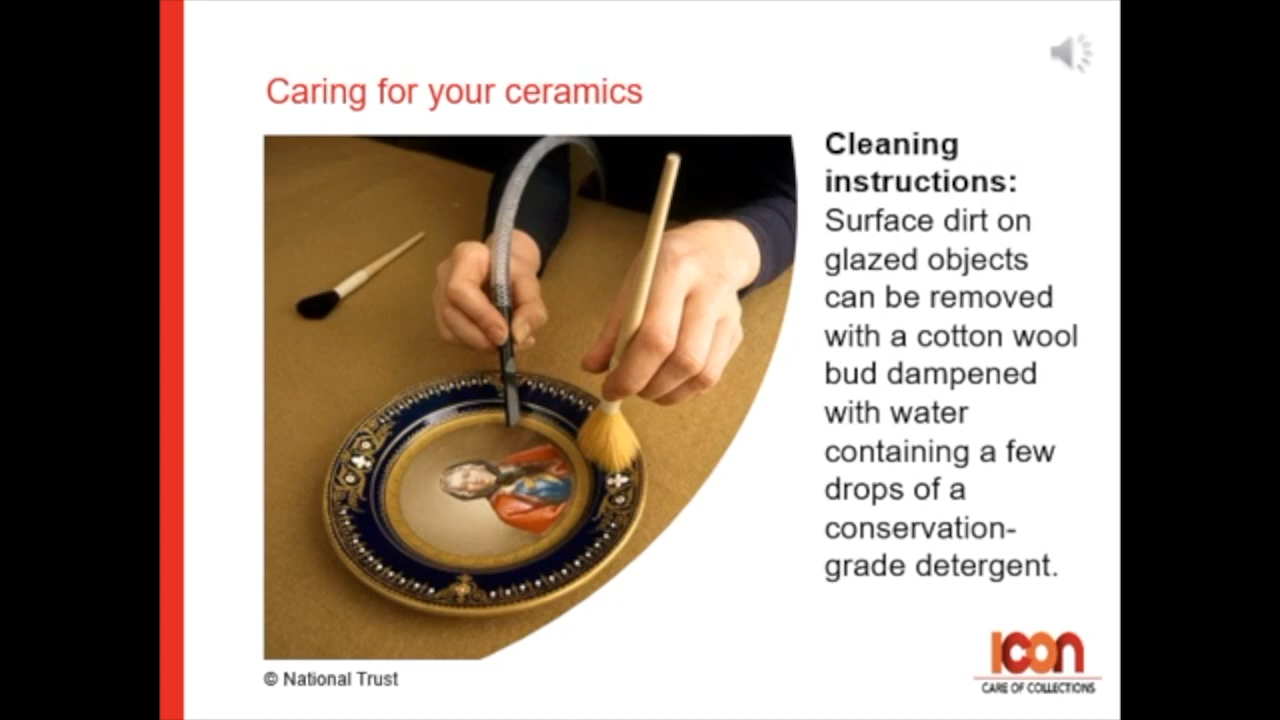 Caring for your ceramics
Cleaning
instructions:
Surface dirt on
glazed objects
can be removed
with a cotton wool
bud dampened
with water
containing a few
drops of a
conservation-
grade detergent.
© National Trust
ICON
CARE OF COLLECTIONS